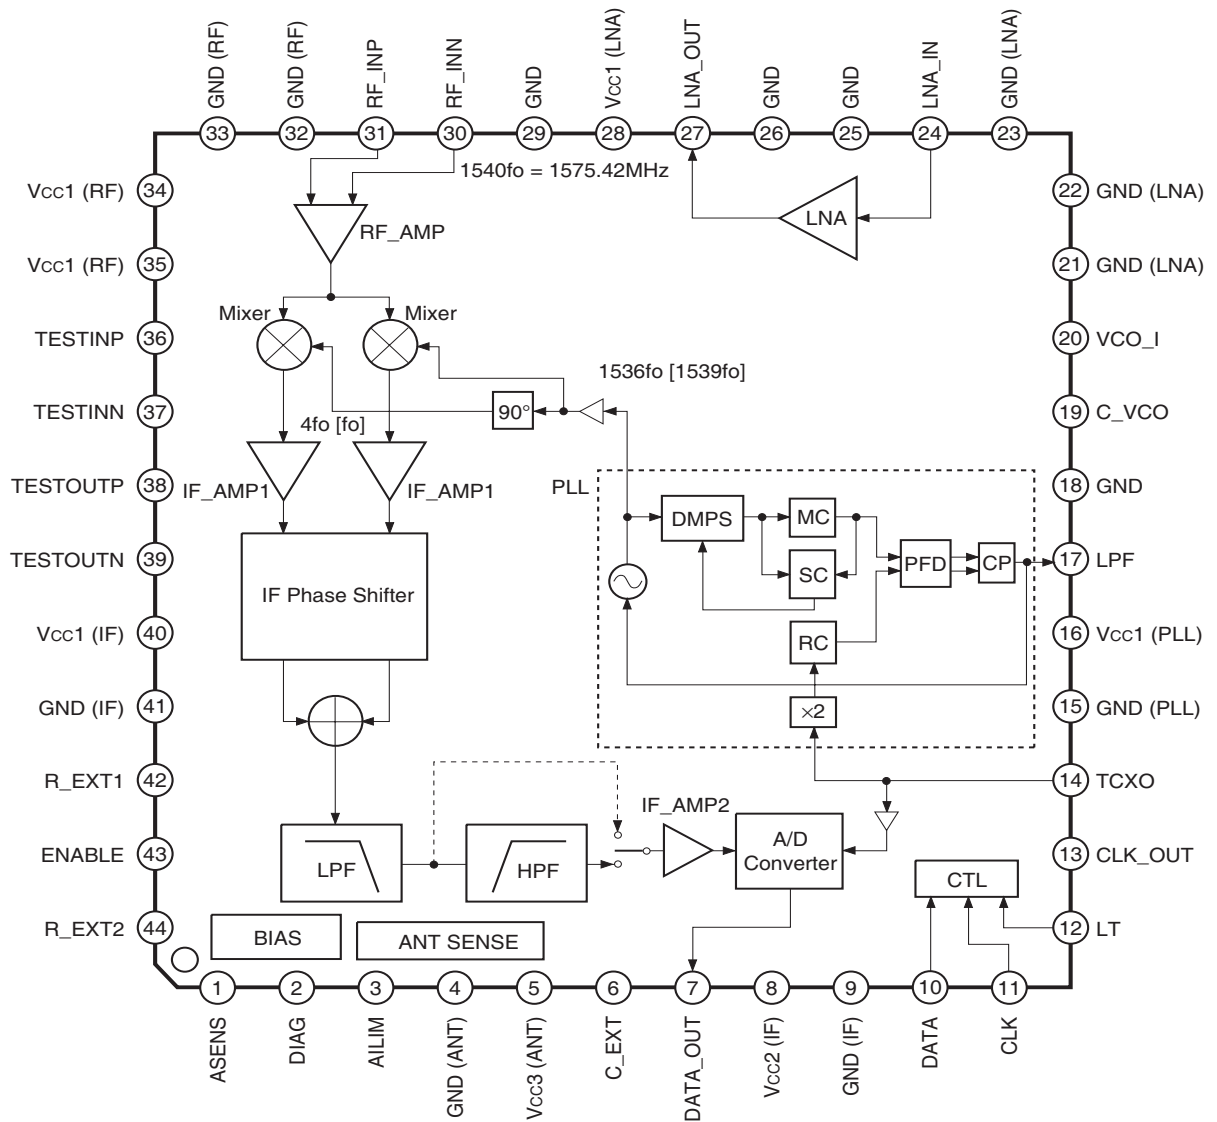 GND (RF)
GND (RF)
RF_INP
RF_INN
GND
Vcc1 (LNA)
LNA_OUT
GND
GND
LNA_IN
GND (LNA)
33
32
31
30
29
28
27
26
25
24
23
1540fo = 1575.42MHz
Vcc1 (RF)
34
22
GND (LNA)
LNA
RF_AMP
Vcc1 (RF)
35
21
GND (LNA)
Mixer
Mixer
TESTINP
36
20
VCO_I
1536fo [1539fo]
TESTINN
37
90°
19
C_VCO
4fo [fo]
TESTOUTP
38
IF_AMP1
IF_AMP1
PLL
18
GND
DMPS
MC
TESTOUTN
39
IF Phase Shifter
SC
PFD
CP
17
LPF
Vcc1 (IF)
40
RC
16
Vcc1 (PLL)
GND (IF)
41
×2
15
GND (PLL)
R_EXT1
42
14
TCXO
IF_AMP2
ENABLE
43
LPF
HPF
A/D
Converter
13
CLK_OUT
CTL
R_EXT2
44
BIAS
ANT SENSE
12
LT
1
2
3
4
5
6
7
8
9
10
11
ASENS
DIAG
AILIM
GND (ANT)
Vcc3 (ANT)
C_EXT
DATA_OUT
Vcc2 (IF)
GND (IF)
DATA
CLK